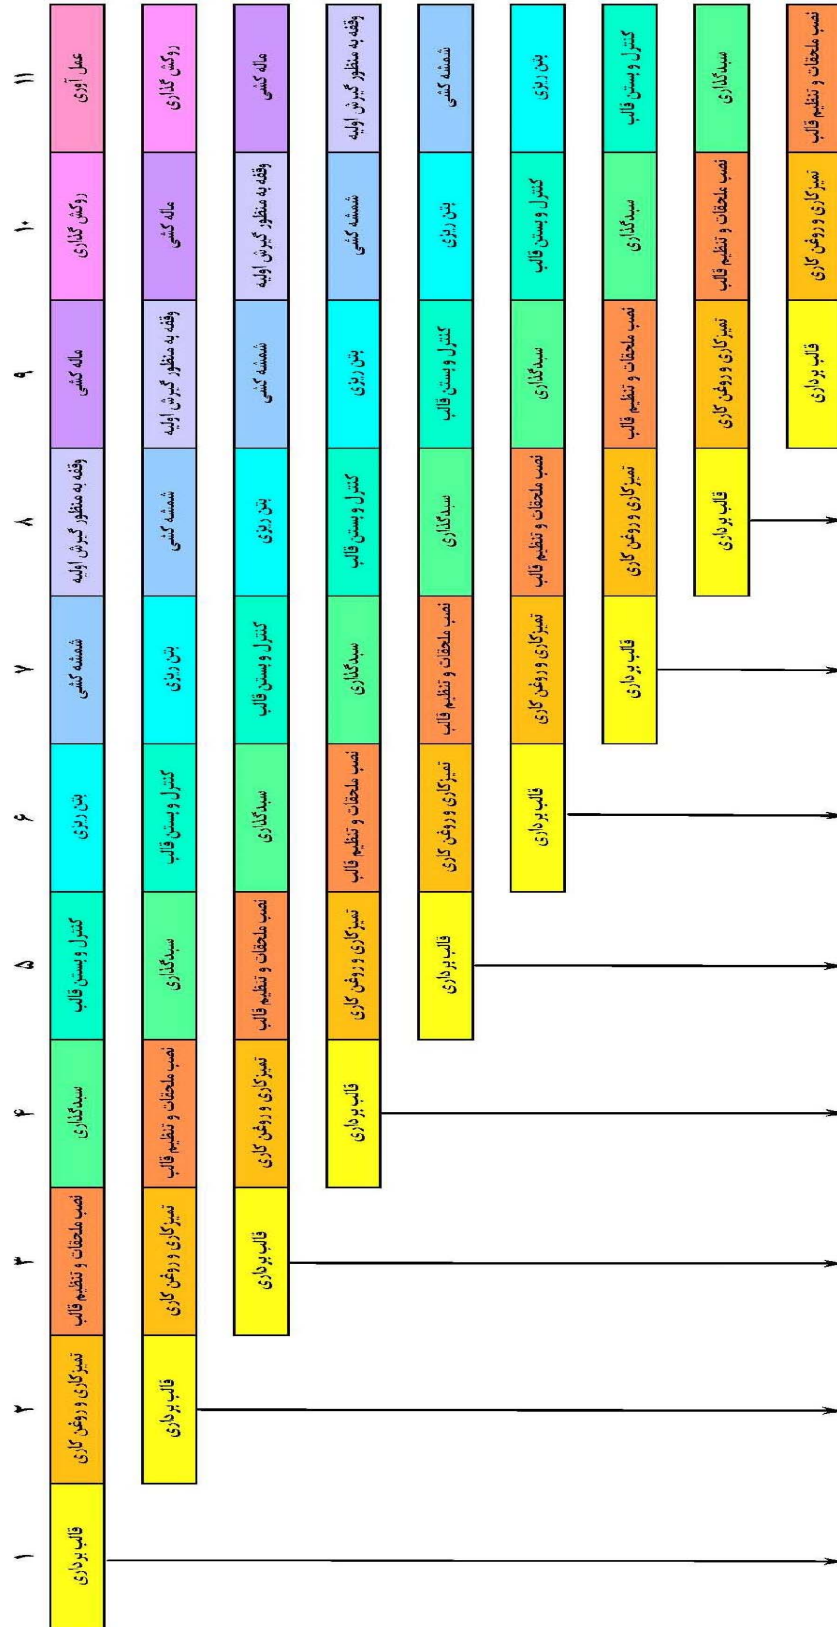 ۱ ۲ ۳ ۴ ۵ ۶ ۷ ۸ ۹ ۱۰ ۱۱
قالب برداری تمیزکاری و روغن کاری نصب ملحقات و تنظیم قالب سبدگذاری کنترل و بستن قالب بتن ریزی شمشه کشی وقفه به منظور گیرش اولیه ماله کشی روکش گذاری عمل آوری
قالب برداری تمیزکاری و روغن کاری نصب ملحقات و تنظیم قالب سبدگذاری کنترل و بستن قالب بتن ریزی شمشه کشی وقفه به منظور گیرش اولیه ماله کشی روکش گذاری
قالب برداری تمیزکاری و روغن کاری نصب ملحقات و تنظیم قالب سبدگذاری کنترل و بستن قالب بتن ریزی شمشه کشی وقفه به منظور گیرش اولیه ماله کشی
قالب برداری تمیزکاری و روغن کاری نصب ملحقات و تنظیم قالب سبدگذاری کنترل و بستن قالب بتن ریزی شمشه کشی وقفه به منظور گیرش اولیه
قالب برداری تمیزکاری و روغن کاری نصب ملحقات و تنظیم قالب سبدگذاری کنترل و بستن قالب بتن ریزی شمشه کشی
قالب برداری تمیزکاری و روغن کاری نصب ملحقات و تنظیم قالب سبدگذاری کنترل و بستن قالب بتن ریزی
قالب برداری تمیزکاری و روغن کاری نصب ملحقات و تنظیم قالب سبدگذاری کنترل و بستن قالب
قالب برداری تمیزکاری و روغن کاری نصب ملحقات و تنظیم قالب سبدگذاری
قالب برداری تمیزکاری و روغن کاری نصب ملحقات و تنظیم قالب